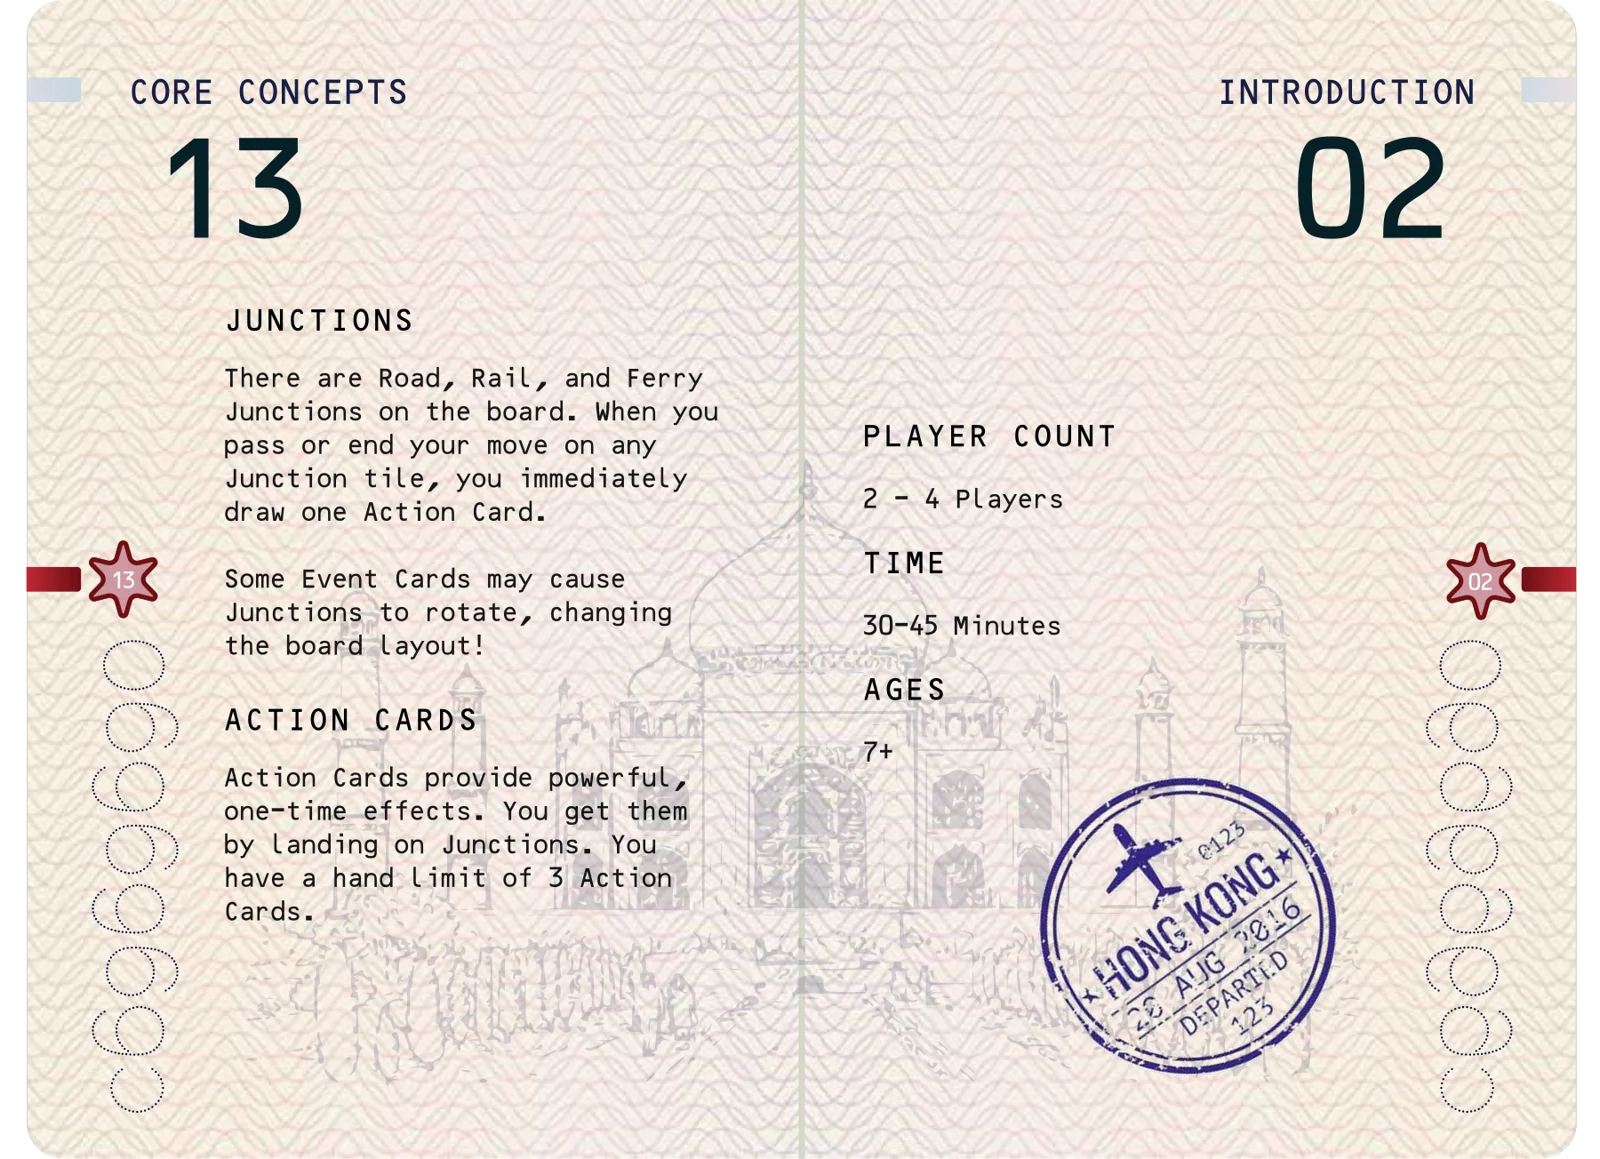 CORE CONCEPTS
13
JUNCTIONS
There are Road, Rail, and Ferry
Junctions on the board. When you
pass or end your move on any
Junction tile, you immediately
draw one Action Card.
Some Event Cards may cause
Junctions to rotate, changing
the board layout!
ACTION CARDS
Action Cards provide powerful,
one-time effects. You get them
by landing on Junctions. You
have a hand limit of 3 Action
Cards.
13
INTRODUCTION
02
PLAYER COUNT
2 - 4 Players
TIME
30-45 Minutes
AGES
7+
02
0123
HONG KONG
AUG 2016
DEPARTED
123